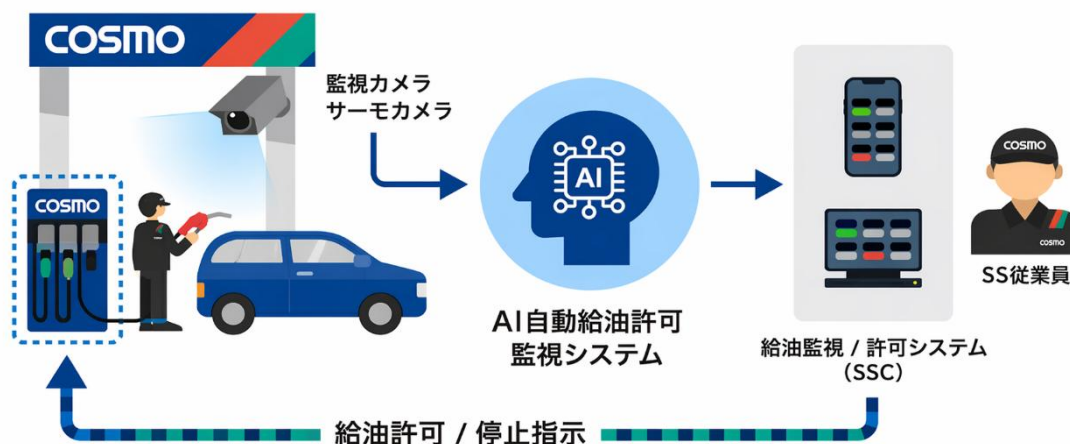 COSMO
監視カメラ
サーモカメラ
COSMO
AI
AI自動給油許可
監視システム
給油監視 / 許可システム
（SSC）
COSMO
COSMO
SS従業員
給油許可 / 停止指示